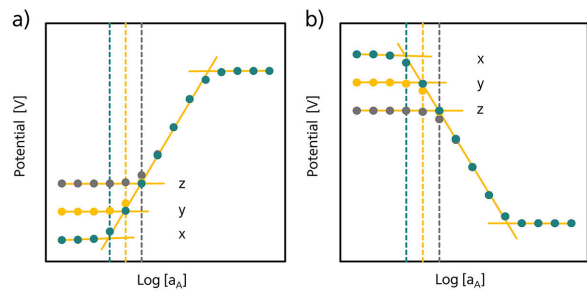 a)
Potential [V]
z
y
x
Log [aA]
b)
Potential [V]
x
y
z
Log [aA]